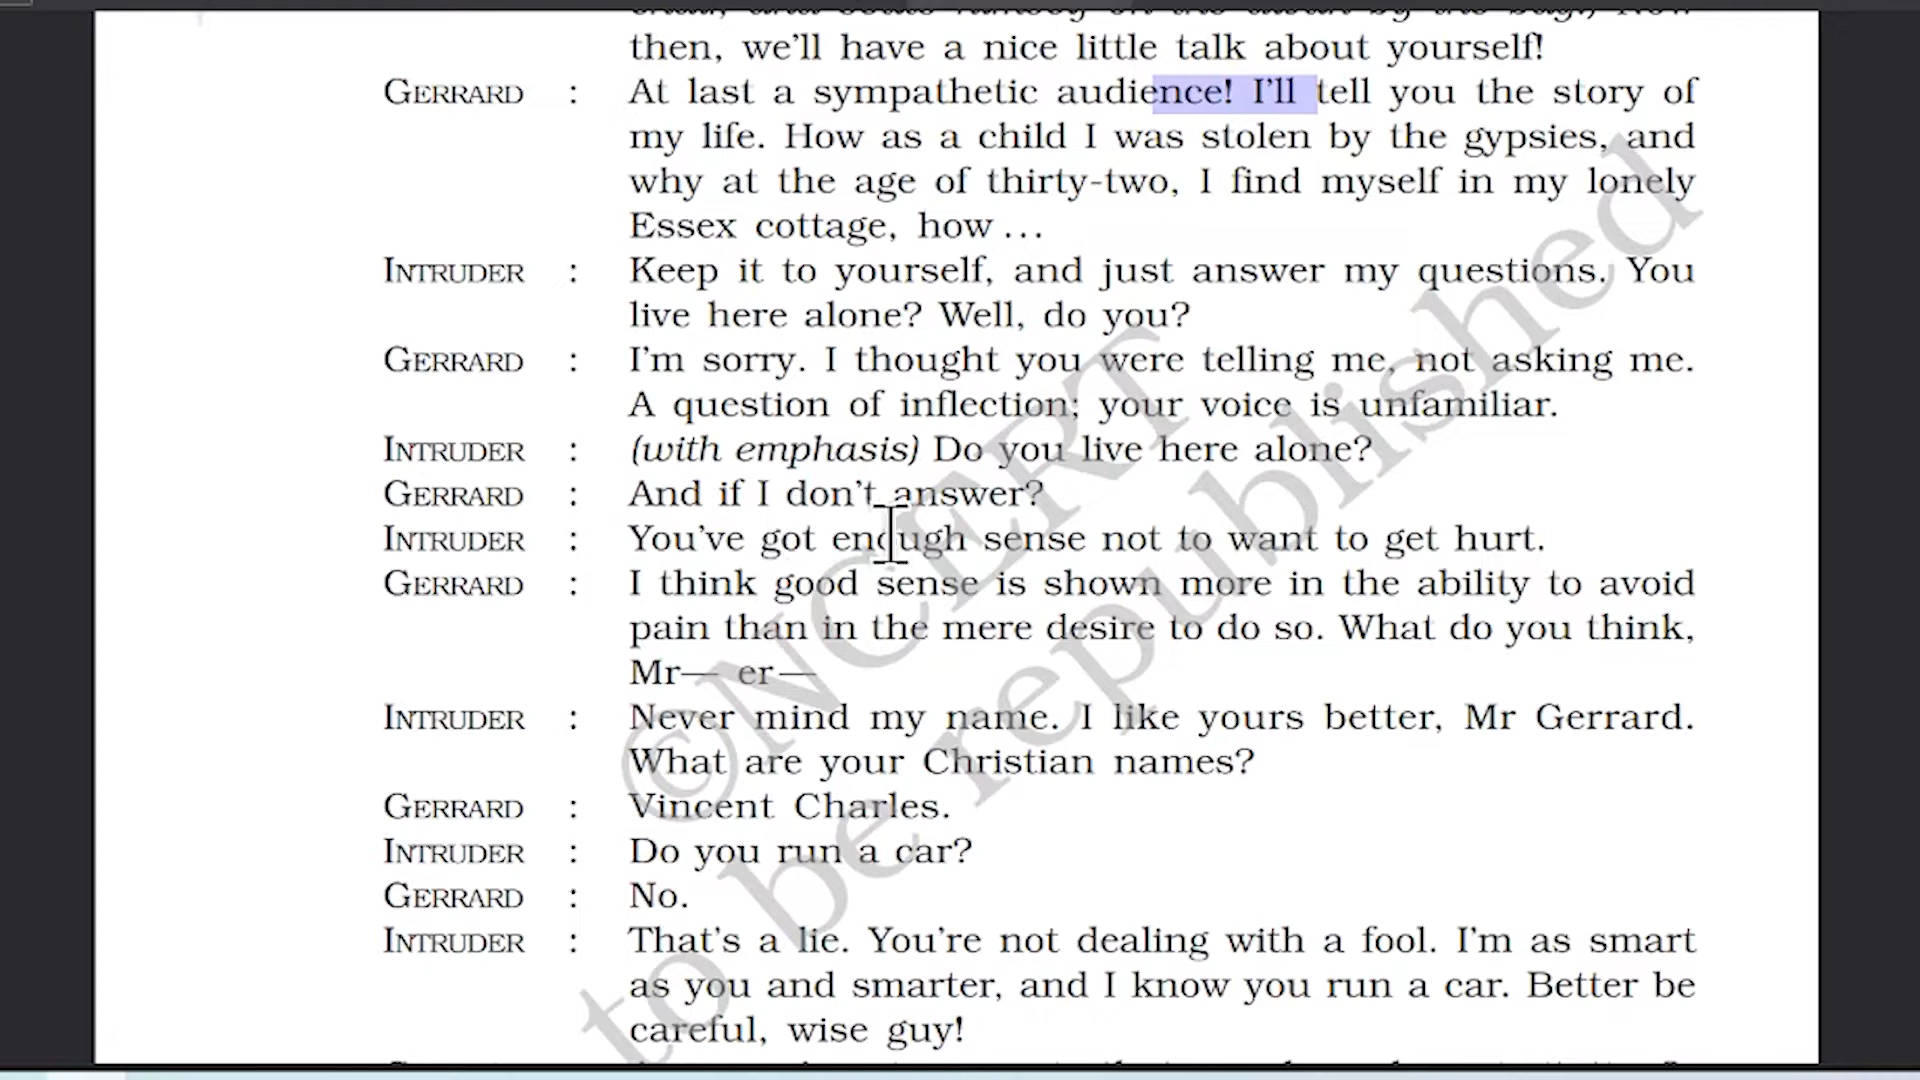 then, we'll have a nice little talk about yourself!
GERRARD : At last a sympathetic audience! I'll tell you the story of
my life. How as a child I was stolen by the gypsies, and
why at the age of thirty-two, I find myself in my lonely
Essex cottage, how ...
INTRUDER : Keep it to yourself, and just answer my questions. You
live here alone? Well, do you?
GERRARD : I'm sorry. I thought you were telling me, not asking me.
A question of inflection; your voice is unfamiliar.
INTRUDER : (with emphasis) Do you live here alone?
GERRARD : And if I don't answer?
INTRUDER : You've got enough sense not to want to get hurt.
GERRARD : I think good sense is shown more in the ability to avoid
pain than in the mere desire to do so. What do you think,
Mr— er—
INTRUDER : Never mind my name. I like yours better, Mr Gerrard.
What are your Christian names?
GERRARD : Vincent Charles.
INTRUDER : Do you run a car?
GERRARD : No.
INTRUDER : That's a lie. You're not dealing with a fool. I'm as smart
as you and smarter, and I know you run a car. Better be
careful, wise guy!
©NCERT
to be republished